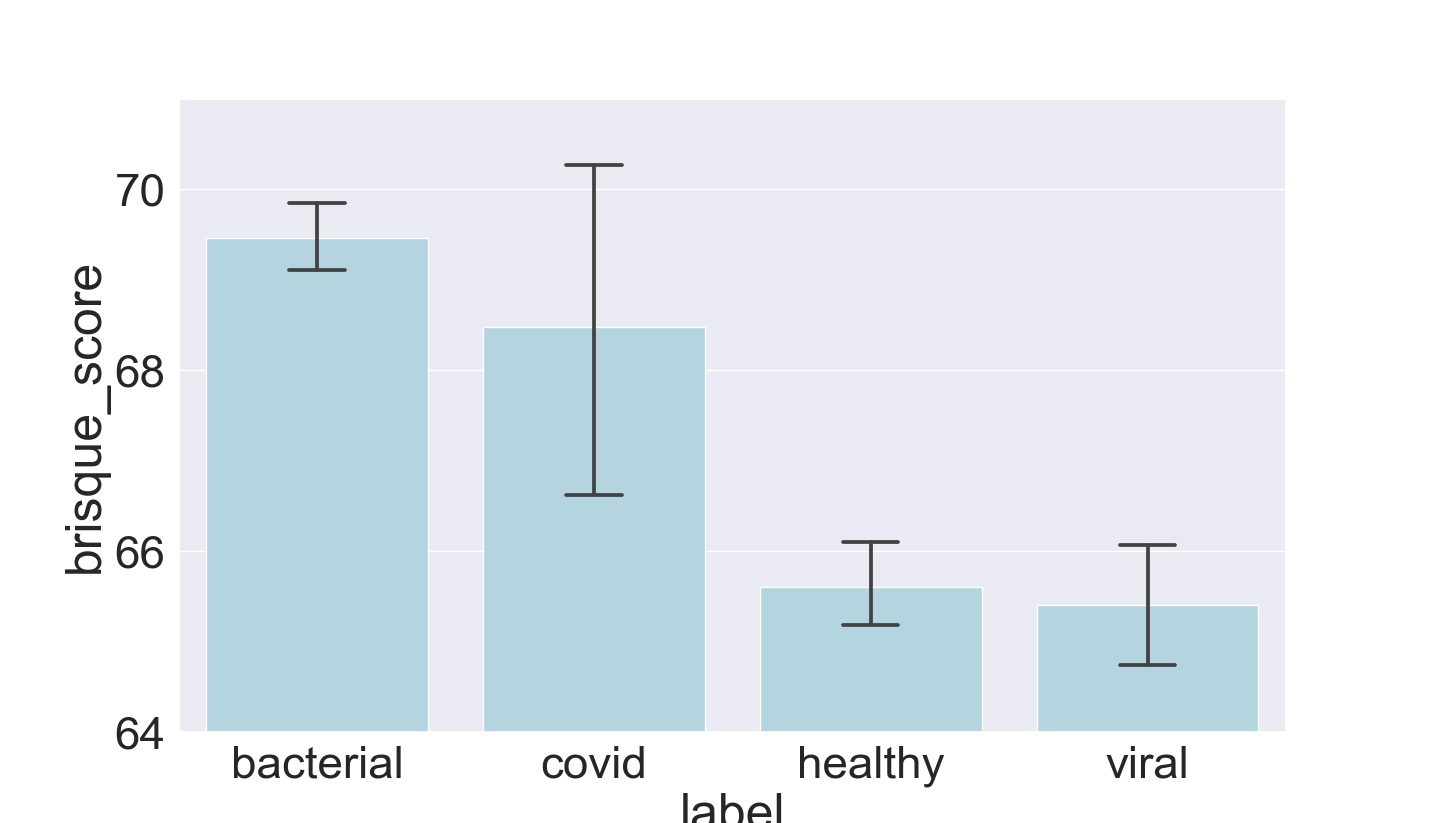 brisque_score
70
68
66
64
bacterial covid healthy viral
label